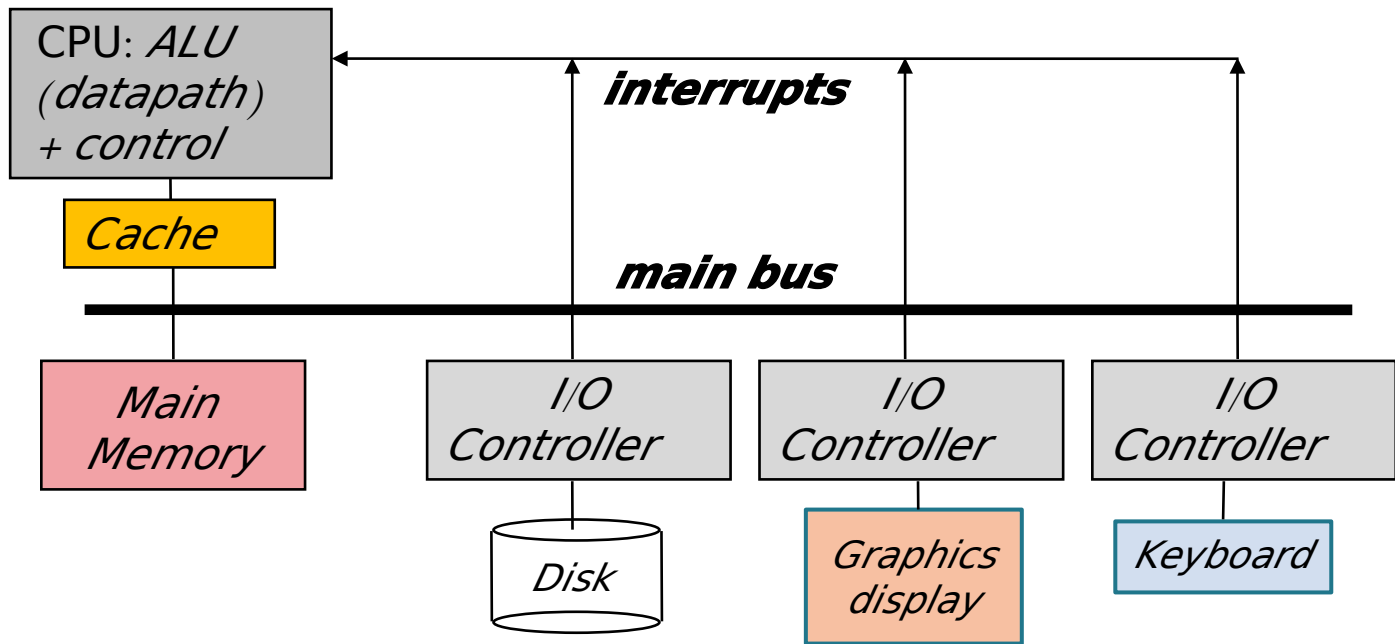 CPU: ALU
(datapath)
+ control
interrupts
Cache
main bus
Main
Memory
I/O
Controller
I/O
Controller
I/O
Controller
Disk
Graphics
display
Keyboard